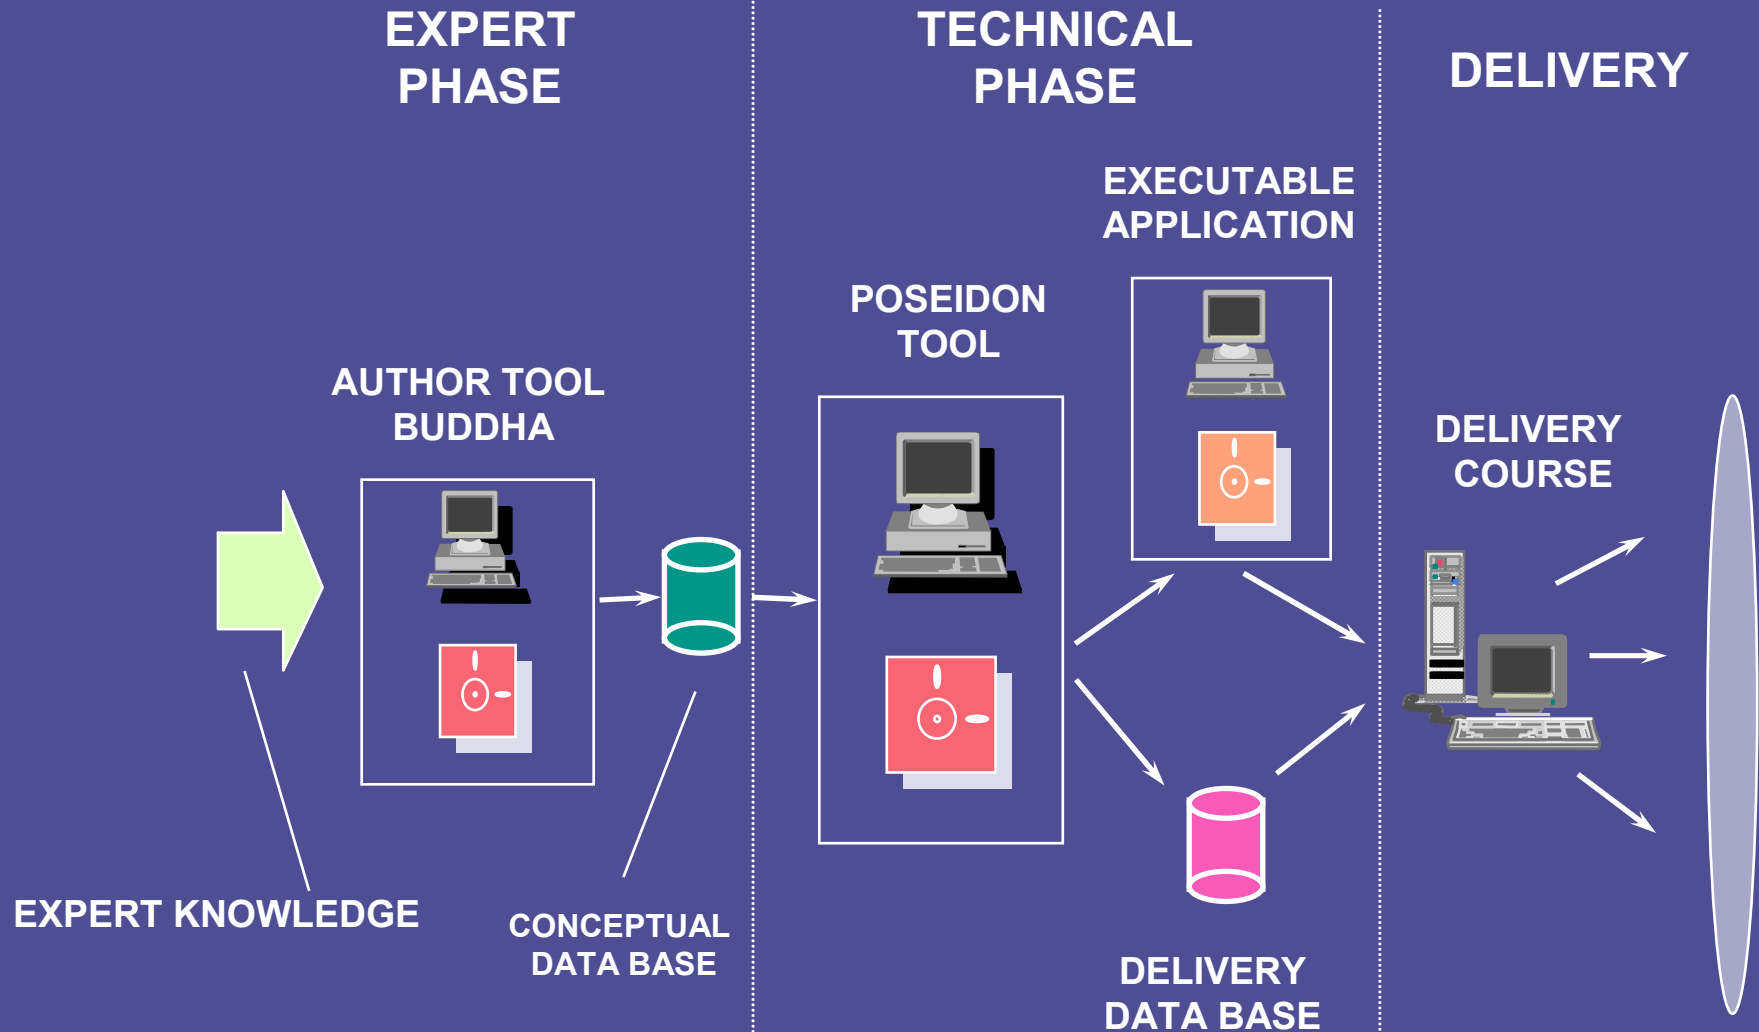 EXPERT
PHASE
TECHNICAL
PHASE
DELIVERY
EXECUTABLE
APPLICATION
POSEIDON
TOOL
AUTHOR TOOL
BUDDHA
DELIVERY
COURSE
EXPERT KNOWLEDGE
CONCEPTUAL
DATA BASE
DELIVERY
DATA BASE